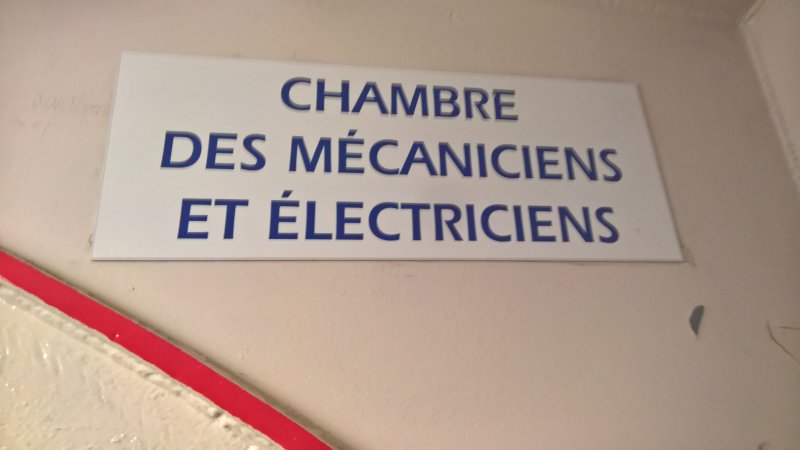 CHAMBRE
DES MÉCANICIENS
ET ÉLECTRICIENS